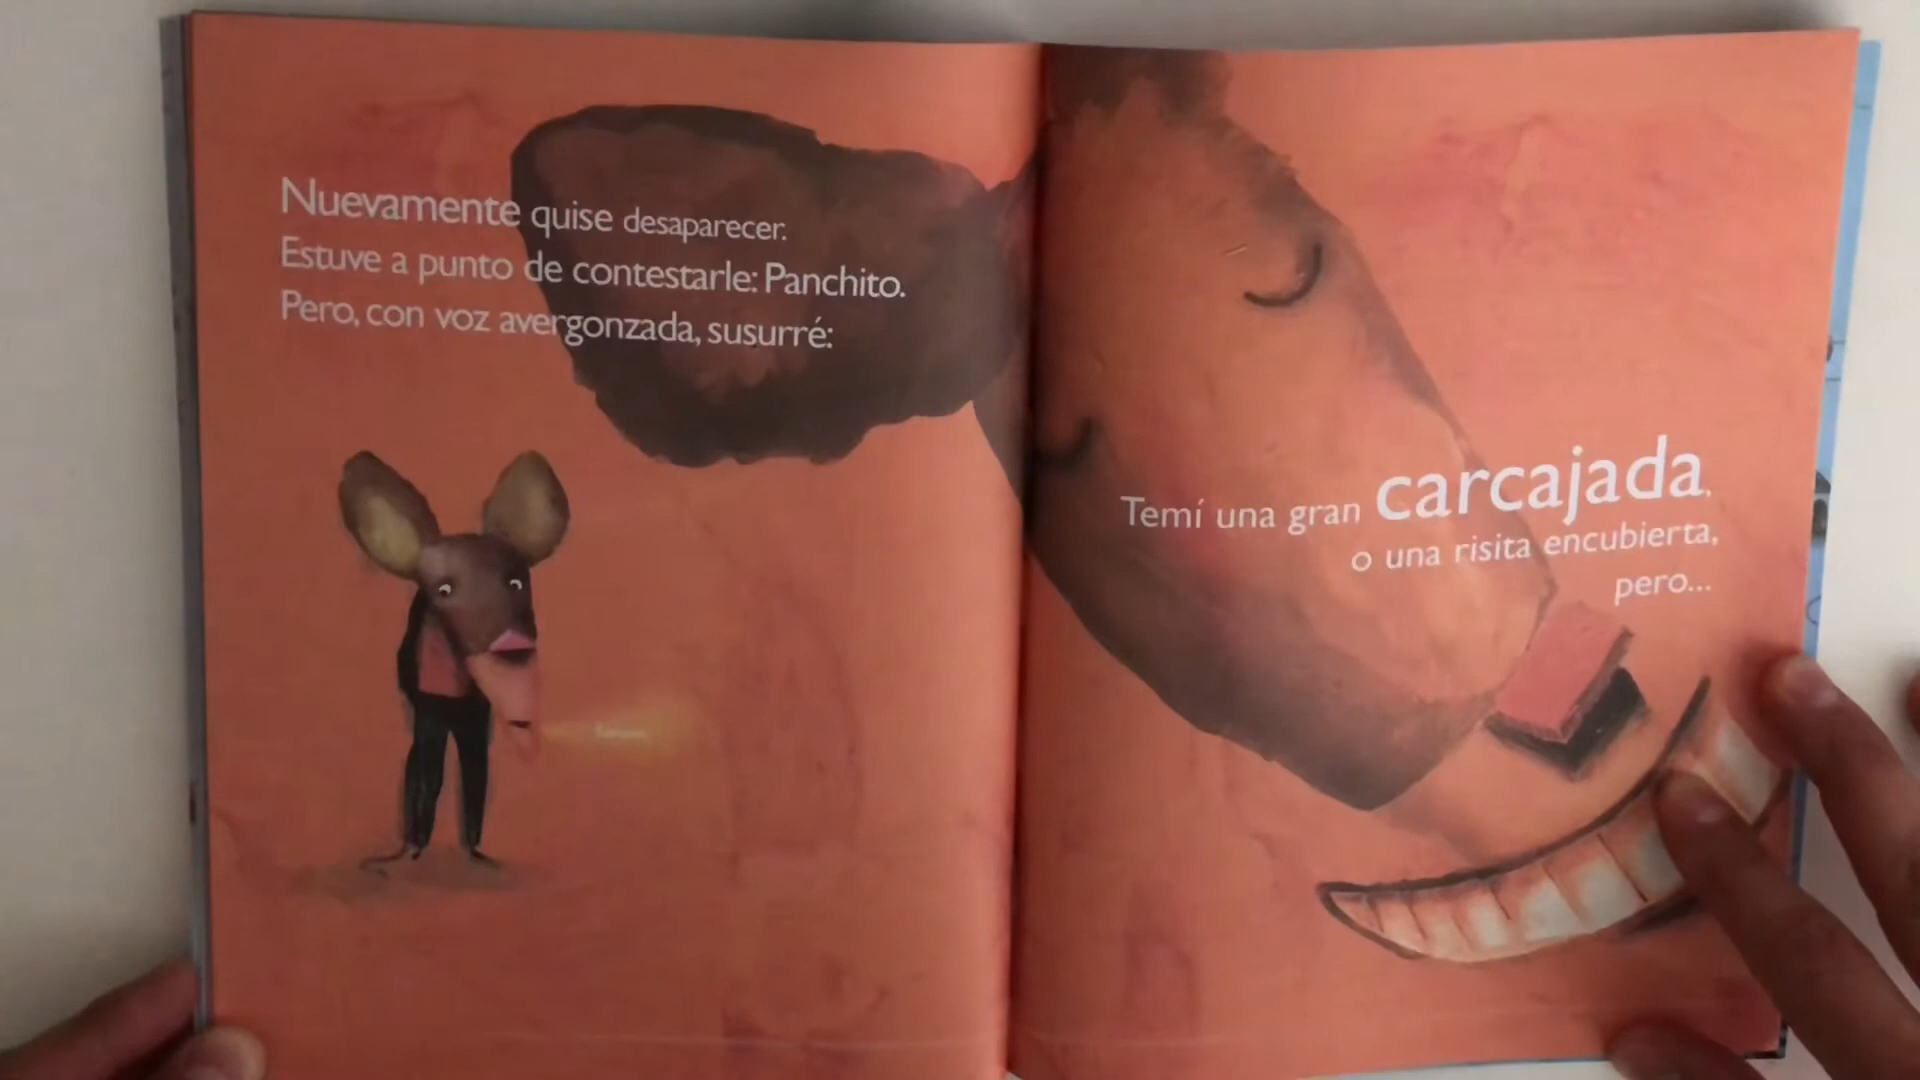 Nuevamente quise desaparecer.
Estuve a punto de contestarle: Panchito.
Pero, con voz avergonzada, susurré:
Temí una gran carcajada,
o una risita encubierta,
pero...